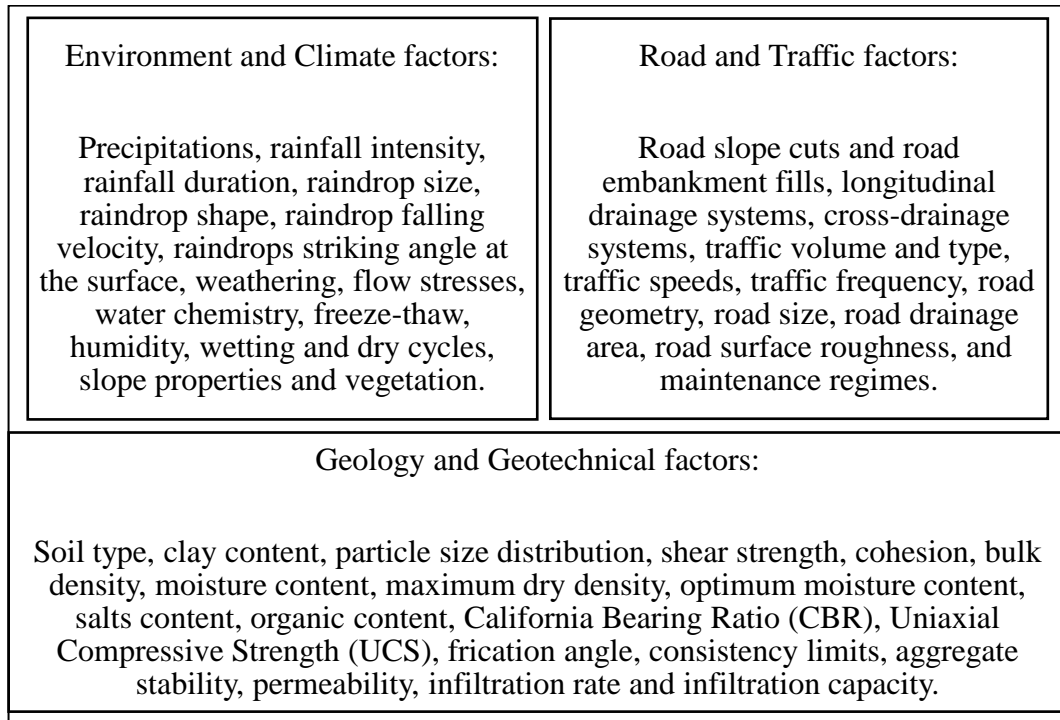 Environment and Climate factors:
Precipitations, rainfall intensity,
rainfall duration, raindrop size,
raindrop shape, raindrop falling
velocity, raindrops striking angle at
the surface, weathering, flow stresses,
water chemistry, freeze-thaw,
humidity, wetting and dry cycles,
slope properties and vegetation.
Road and Traffic factors:
Road slope cuts and road
embankment fills, longitudinal
drainage systems, cross-drainage
systems, traffic volume and type,
traffic speeds, traffic frequency, road
geometry, road size, road drainage
area, road surface roughness, and
maintenance regimes.
Geology and Geotechnical factors:
Soil type, clay content, particle size distribution, shear strength, cohesion, bulk
density, moisture content, maximum dry density, optimum moisture content,
salts content, organic content, California Bearing Ratio (CBR), Uniaxial
Compressive Strength (UCS), frication angle, consistency limits, aggregate
stability, permeability, infiltration rate and infiltration capacity.